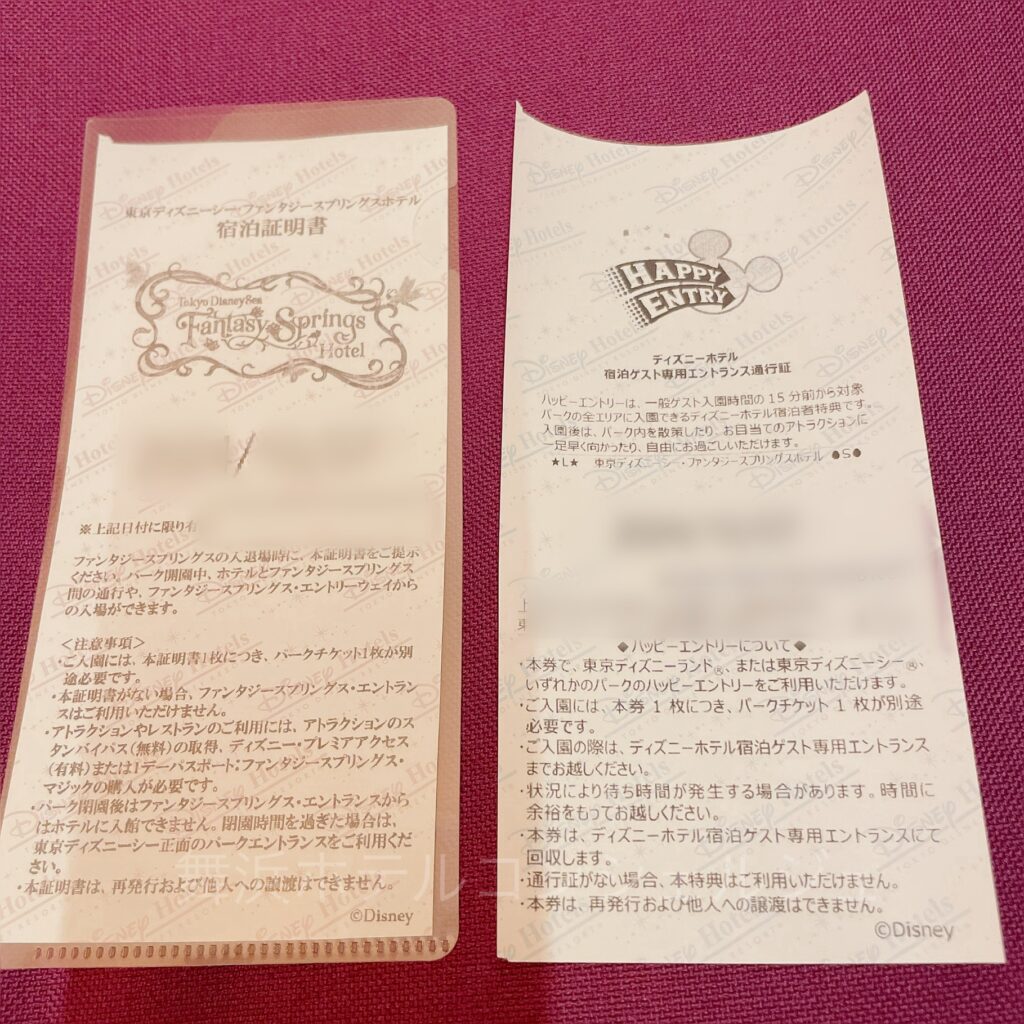 東京ディズニーシー・ファンタジースプリングスホテル
宿泊証明書
Tokyo DisneySea
Fantasy Springs
Hotel
※上記日付に限り有
ファンタジースプリングスの入退場時に、本証明書をご提示
ください。パーク開園中、ホテルとファンタジースプリングス
間の通行や、ファンタジースプリングス・エントリーウェイから
の入場ができます。
＜注意事項＞
・ご入園には、本証明書1枚につき、パークチケット1枚が別
途必要です。
・本証明書がない場合、ファンタジースプリングス・エントラン
スはご利用いただけません。
・アトラクションやレストランのご利用には、アトラクションのス
タンバイパス(無料)の取得、ディズニー・プレミアアクセス
(有料)または1デーパスポート:ファンタジースプリングス・
マジックの購入が必要です。
・パーク閉園後はファンタジースプリングス・エントランスから
はホテルに入館できません。閉園時間を過ぎた場合は、
東京ディズニーシー正面のパークエントランスをご利用くだ
さい。
・本証明書は、再発行および他人への譲渡はできません。
©Disney
HAPPY
ENTRY
ディズニーホテル
宿泊ゲスト専用エントランス通行証
ハッピーエントリーは、一般ゲスト入園時間の 15 分前から対象
パークの全エリアに入園できるディズニーホテル宿泊者特典です。
入園後は、パーク内を散策したり、お目当てのアトラクションに
一足早く向かったり、自由にお過ごしいただけます。
★L★ 東京ディズニーシー・ファンタジースプリングスホテル ●S●
上
東
◆ハッピーエントリーについて◆
・本券で、東京ディズニーランド®、または東京ディズニーシー®、
いずれかのパークのハッピーエントリーをご利用いただけます。
・ご入園には、本券 1 枚につき、パークチケット 1 枚が別途
必要です。
・ご入園の際は、ディズニーホテル宿泊ゲスト専用エントランス
までお越しください。
・状況により待ち時間が発生する場合があります。時間に
余裕をもってお越しください。
・本券は、ディズニーホテル宿泊ゲスト専用エントランスにて
回収します。
・通行証がない場合、本特典はご利用いただけません。
・本券は、再発行および他人への譲渡はできません。
©Disney
舞浜ホテルコンシェルジュ